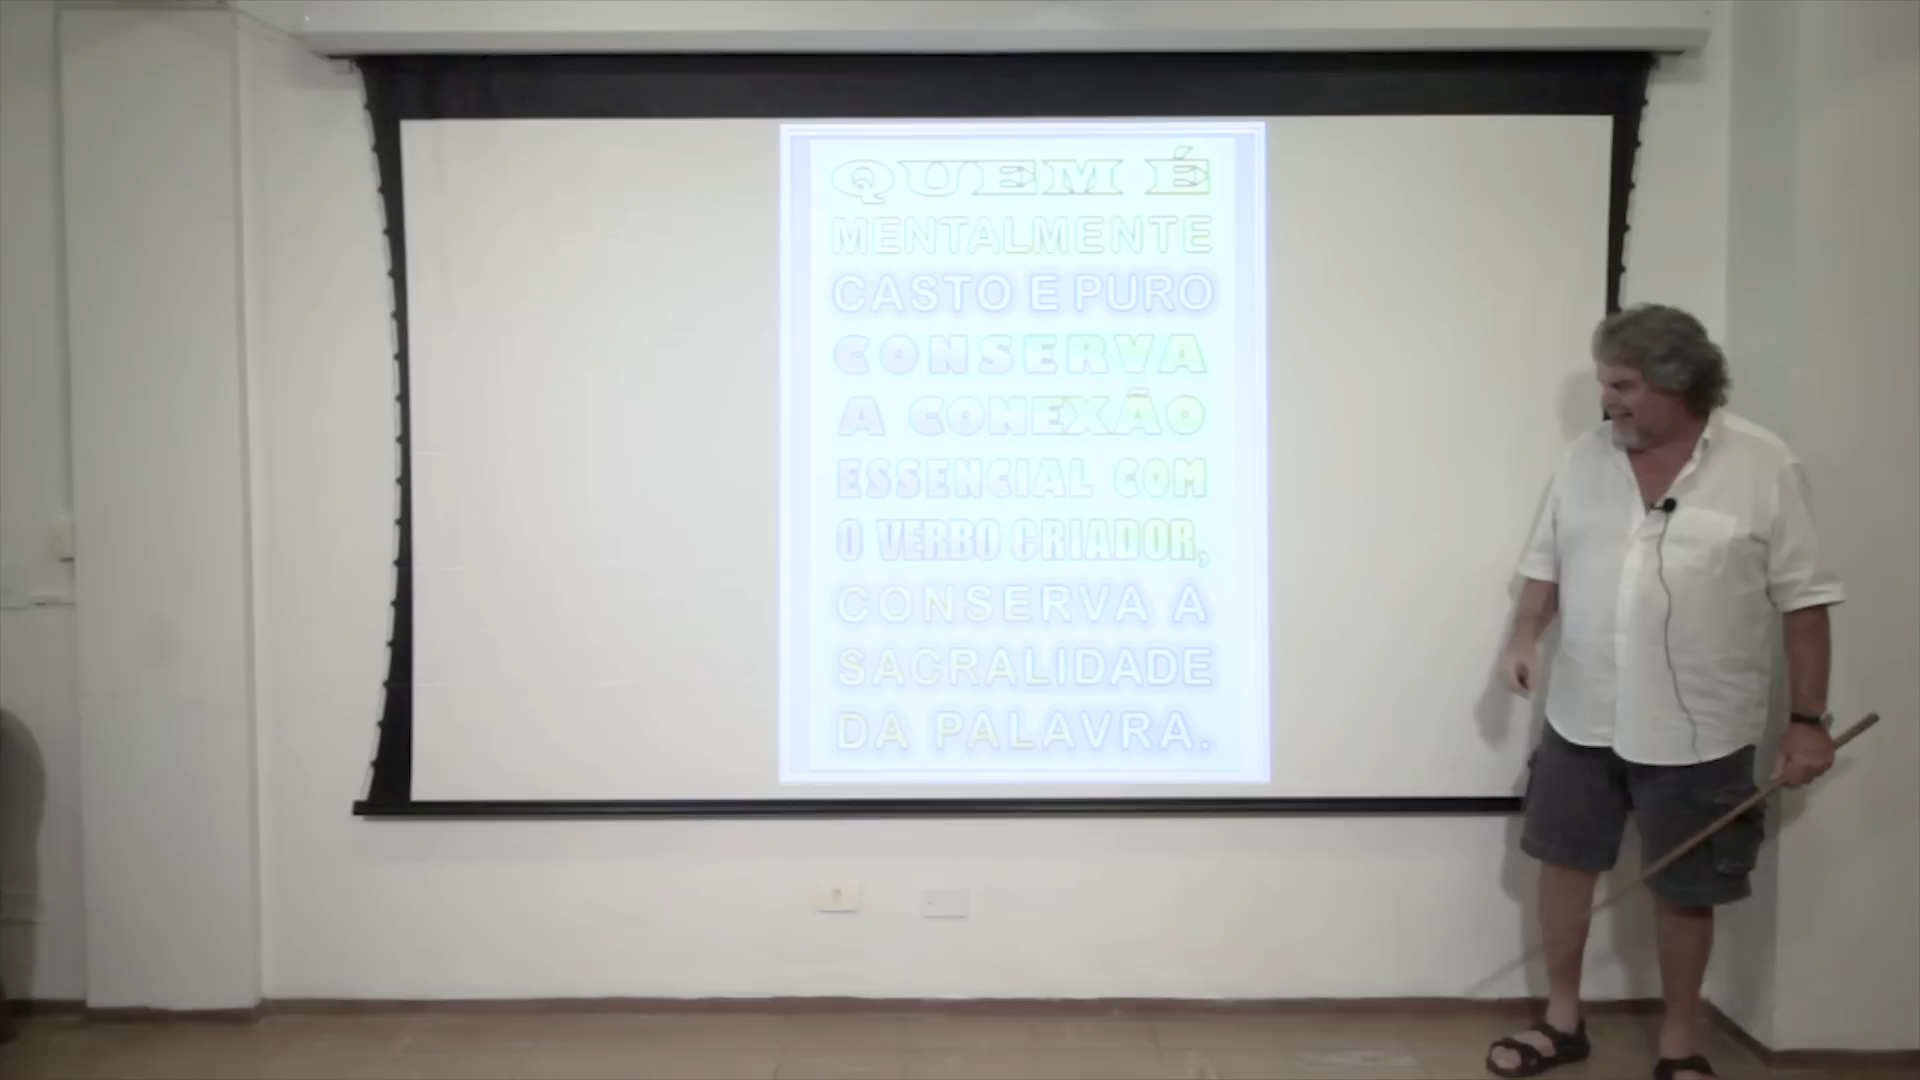 QUEM É
MENTALMENTE
CASTO E PURO
CONSERVA
A CONEXÃO
ESSENCIAL COM
O VERBO CRIADOR,
CONSERVA A
SACRALIDADE
DA PALAVRA.